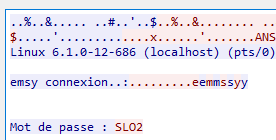 ..%..&..... ..#..'..$..%..&........ ..
$.....'............x......'.......ANS
Linux 6.1.0-12-686 (localhost) (pts/0)
emsy connexion..:.........eemmssyy
Mot de passe : SLO2